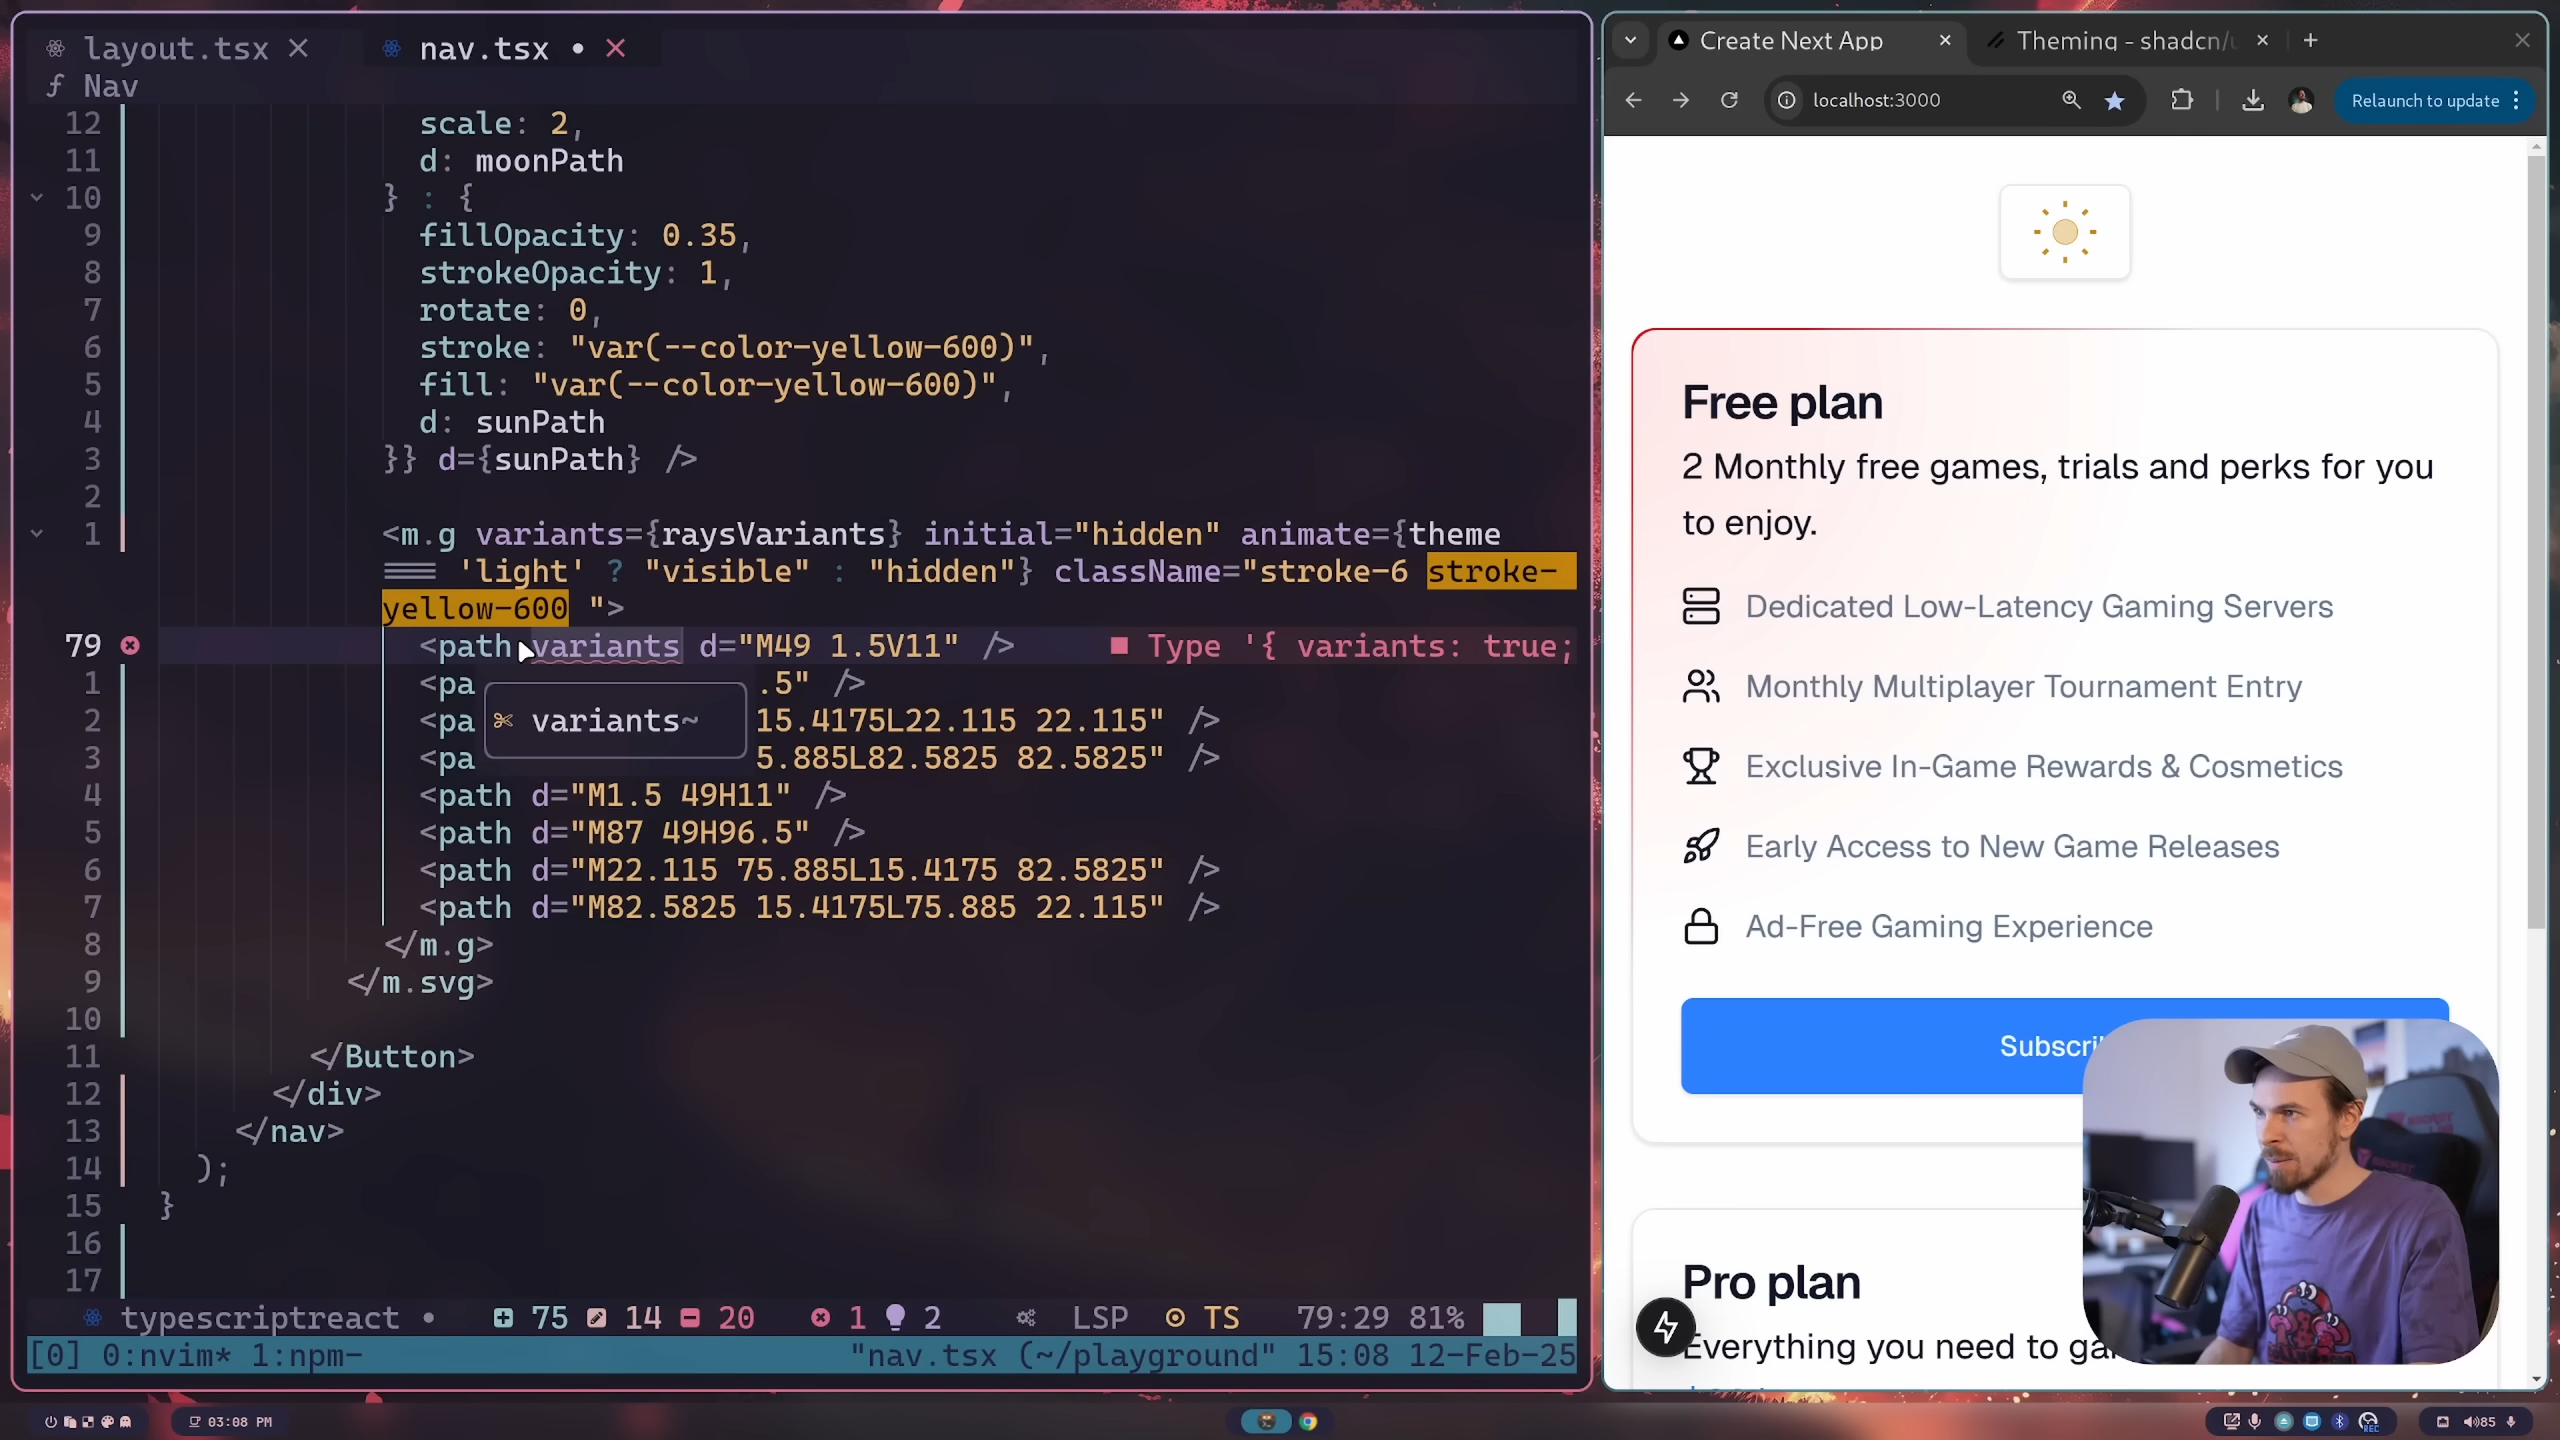 layout.tsx
nav.tsx
Nav
12 scale: 2,
11 d: moonPath
10 } : {
9 fillOpacity: 0.35,
8 strokeOpacity: 1,
7 rotate: 0,
6 stroke: "var(--color-yellow-600)",
5 fill: "var(--color-yellow-600)",
4 d: sunPath
3 }} d={sunPath} />
2
1 <m.g variants={raysVariants} initial="hidden" animate={theme
=== 'light' ? "visible" : "hidden"} className="stroke-6 stroke-
yellow-600 ">
79 <path variants d="M49 1.5V11" /> ■ Type '{ variants: true;
1 <pa .5" />
variants~
2 <pa 15.4175L22.115 22.115" />
3 <pa 5.885L82.5825 82.5825" />
4 <path d="M1.5 49H11" />
5 <path d="M87 49H96.5" />
6 <path d="M22.115 75.885L15.4175 82.5825" />
7 <path d="M82.5825 15.4175L75.885 22.115" />
8 </m.g>
9 </m.svg>
10
11 </Button>
12 </div>
13 </nav>
14 );
15 }
16
17
typescriptreact • 75 14 20 1 2 LSP TS 79:29 81%
[0] 0:nvim* 1:npm- "nav.tsx (~/playground" 15:08 12-Feb-25
03:08 PM
Create Next App
Theming - shadcn/u
localhost:3000
Relaunch to update
Free plan
2 Monthly free games, trials and perks for you
to enjoy.
Dedicated Low-Latency Gaming Servers
Monthly Multiplayer Tournament Entry
Exclusive In-Game Rewards & Cosmetics
Early Access to New Game Releases
Ad-Free Gaming Experience
Subscri
Pro plan
Everything you need to ga
REC
85